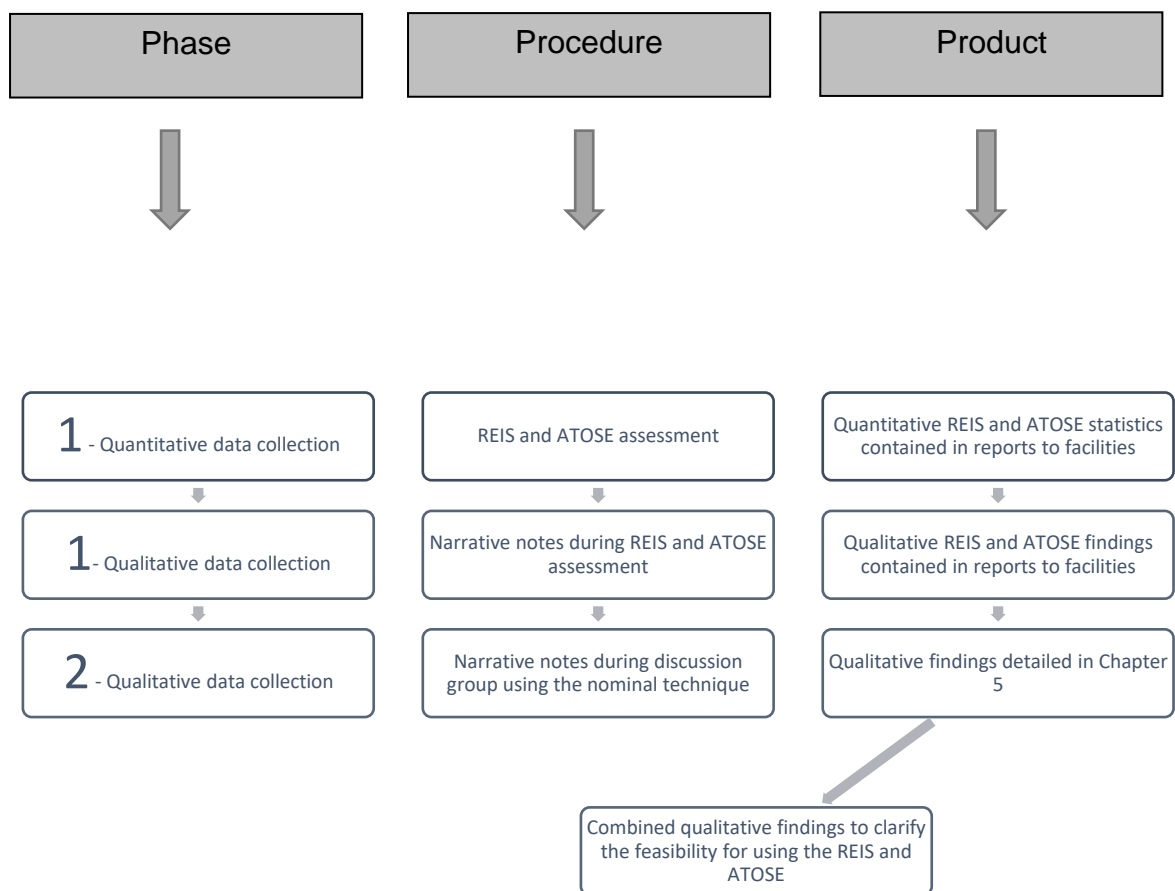 Phase
Procedure
Product
1 - Quantitative data collection
REIS and ATOSE assessment
Quantitative REIS and ATOSE statistics
contained in reports to facilities
1- Qualitative data collection
Narrative notes during REIS and ATOSE
assessment
Qualitative REIS and ATOSE findings
contained in reports to facilities
2 - Qualitative data collection
Narrative notes during discussion
group using the nominal technique
Qualitative findings detailed in Chapter
5
Combined qualitative findings to clarify
the feasibility for using the REIS and
ATOSE